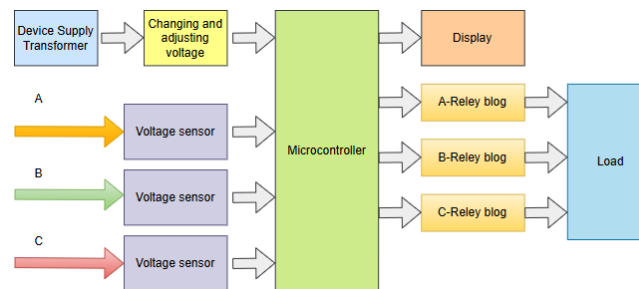 Device Supply
Transformer
Changing and
adjusting
voltage
Display
A
Voltage sensor
B
Voltage sensor
C
Voltage sensor
Microcontroller
A-Reley blog
B-Reley blog
C-Reley blog
Load